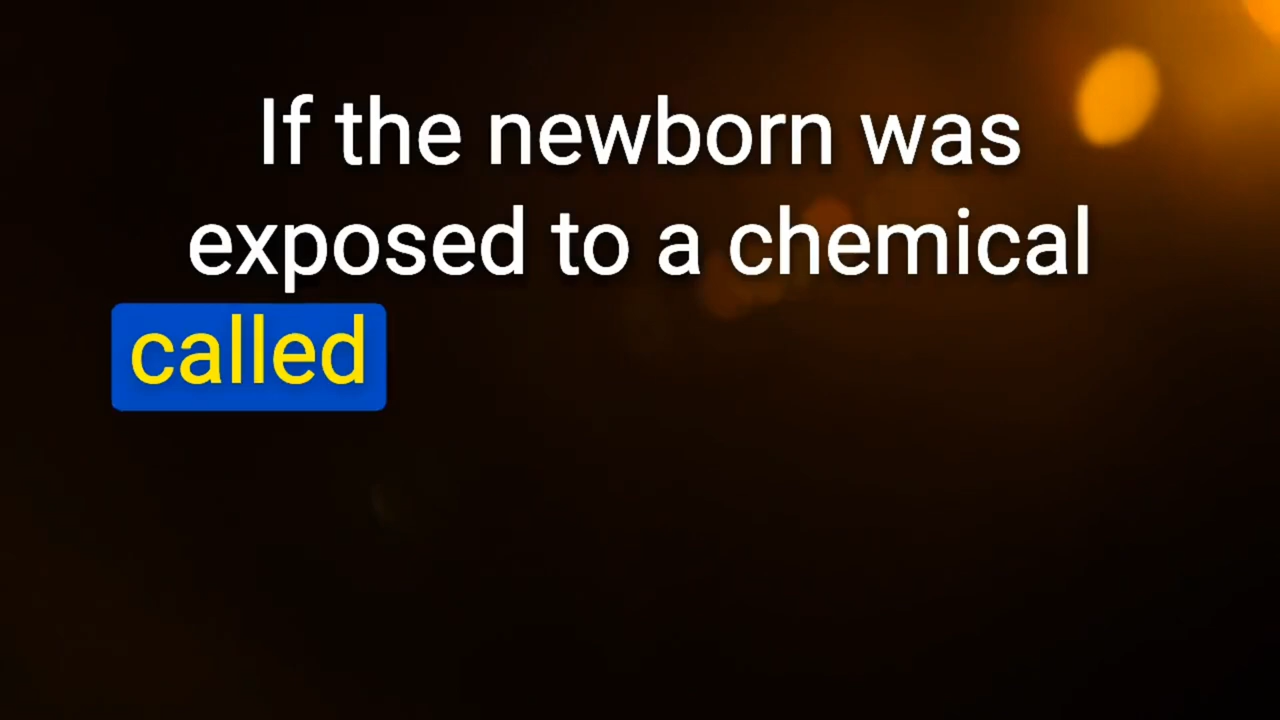 If the newborn was
exposed to a chemical
called